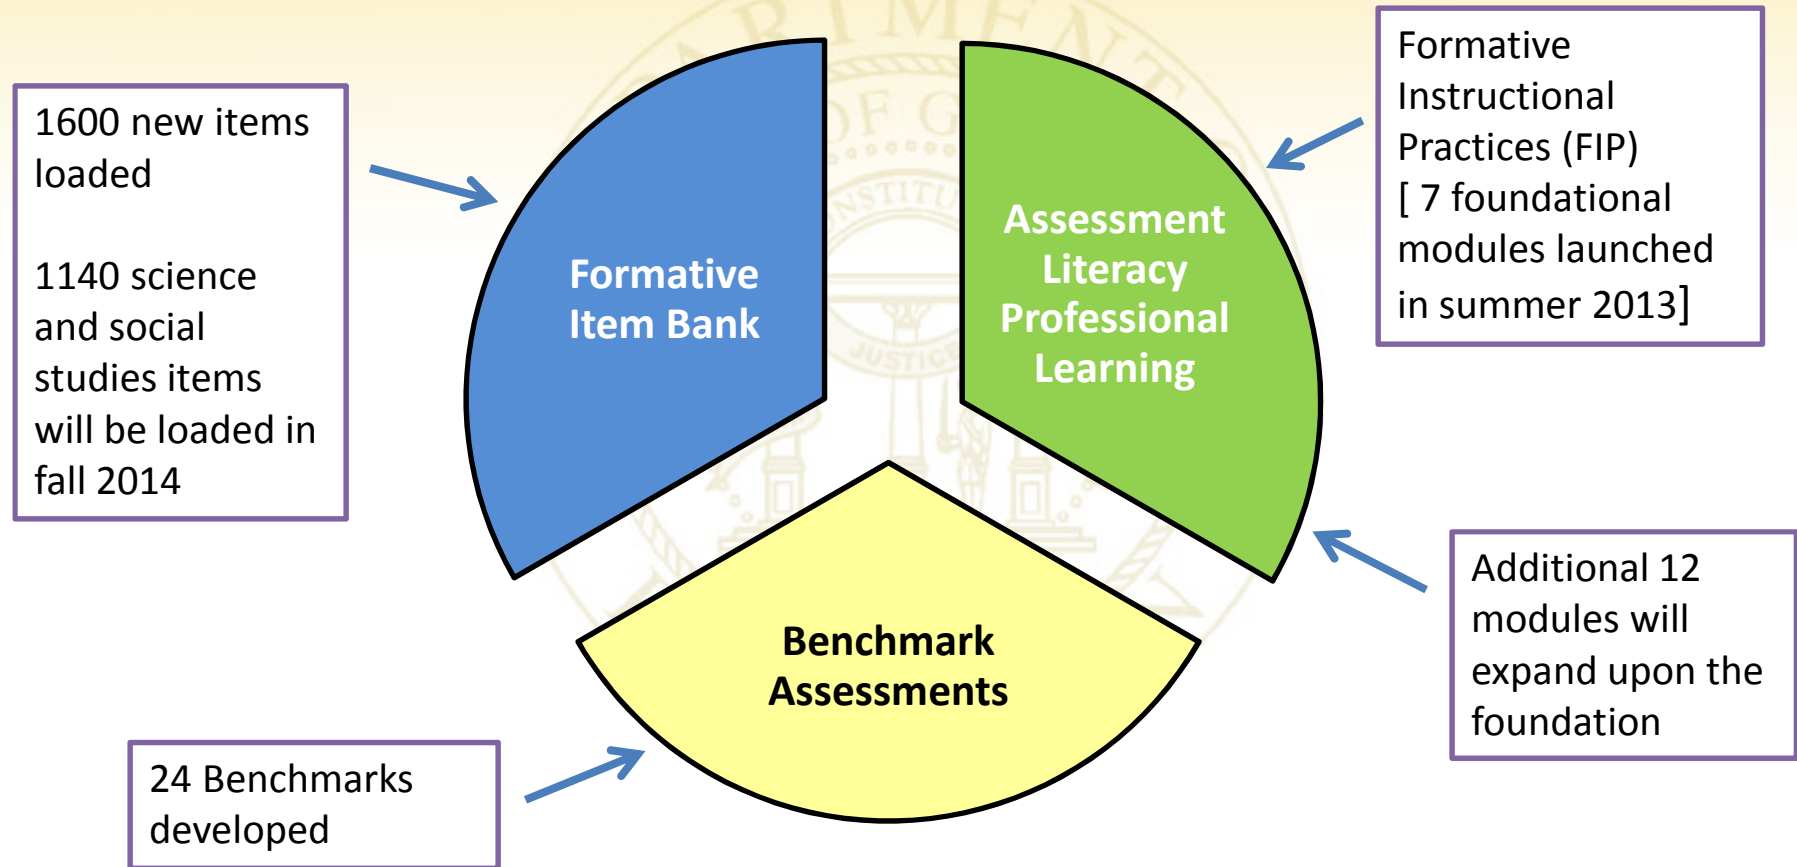 1600 new items
loaded
1140 science
and social
studies items
will be loaded in
fall 2014
Formative
Item Bank
Assessment
Literacy
Professional
Learning
Formative
Instructional
Practices (FIP)
[ 7 foundational
modules launched
in summer 2013]
Benchmark
Assessments
Additional 12
modules will
expand upon the
foundation
24 Benchmarks
developed
JUSTICE